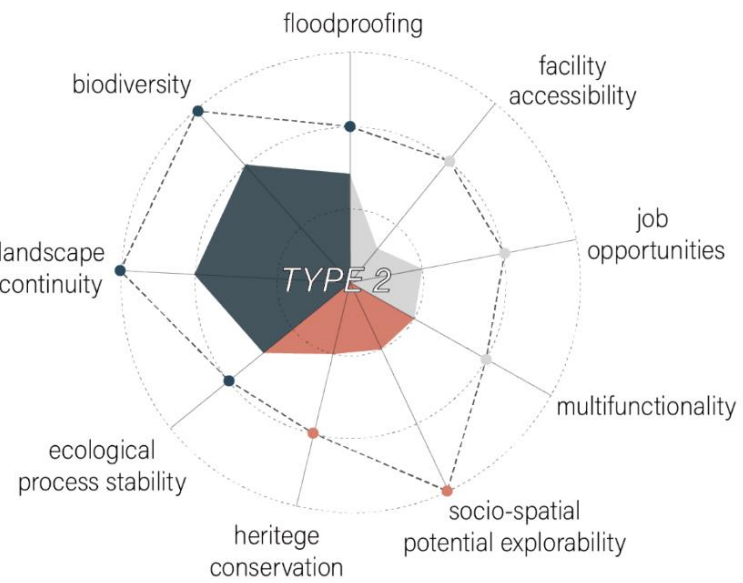 floodproofing
facility
accessibility
job
opportunities
multifunctionality
socio-spatial
potential explorability
heritege
conservation
ecological
process stability
landscape
continuity
biodiversity
TYPE 2